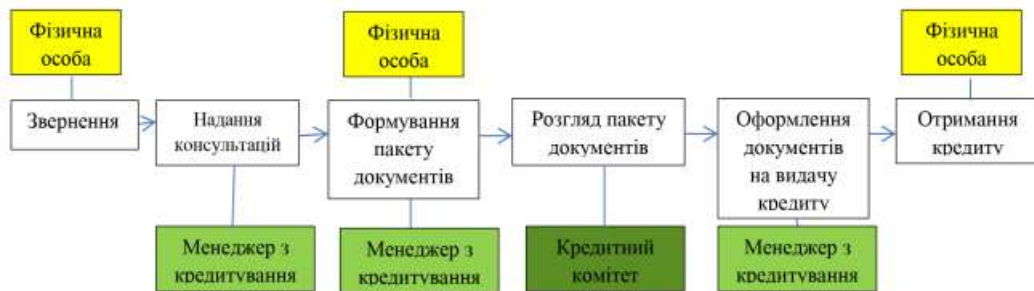 Фізична
особа
Фізична
особа
Фізична
особа
Звернення
Надання
консультацій
Формування
пакету
документів
Розгляд пакету
документів
Оформлення
документів
на видачу
кредиту
Отримання
кредиту
Менеджер з
кредитування
Менеджер з
кредитування
Кредитний
комітет
Менеджер з
кредитування